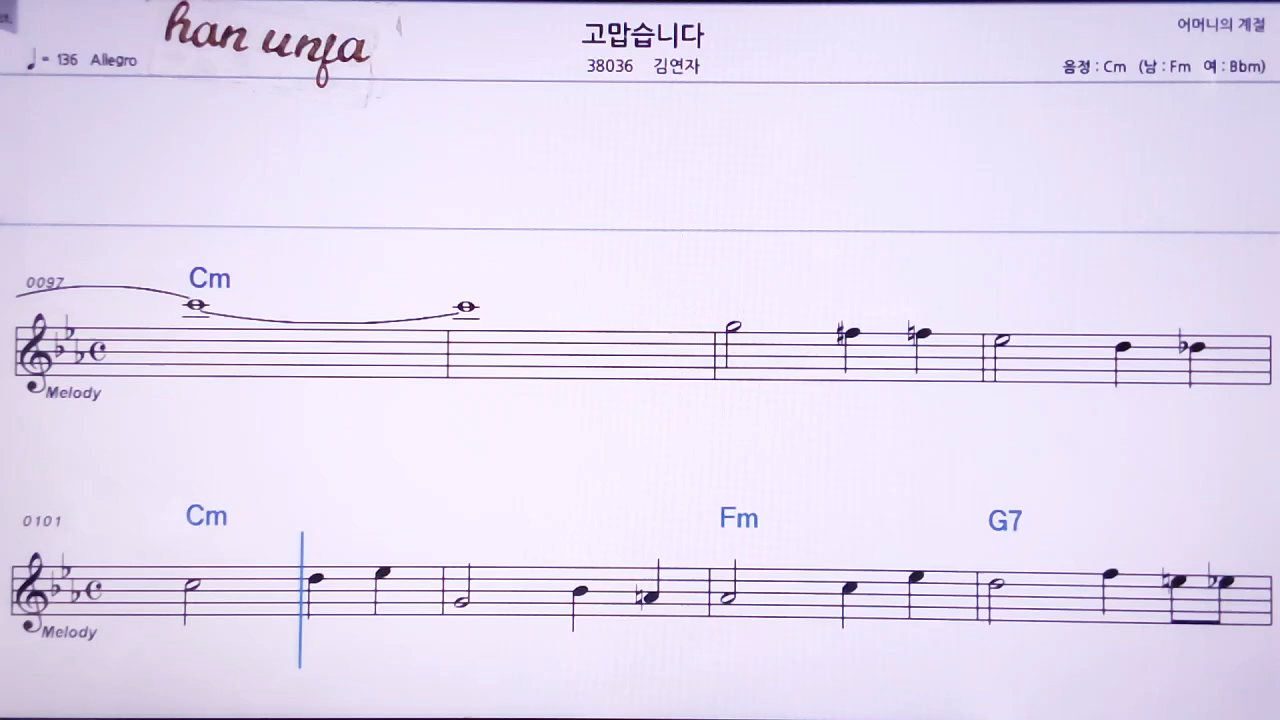 han unja
고맙습니다
어머니의 계절
♩ = 136 Allegro
38036 김연자
음정 : Cm (남 : Fm 여 : Bbm)
0097
Cm
Melody
0101
Cm
Fm
G7
Melody